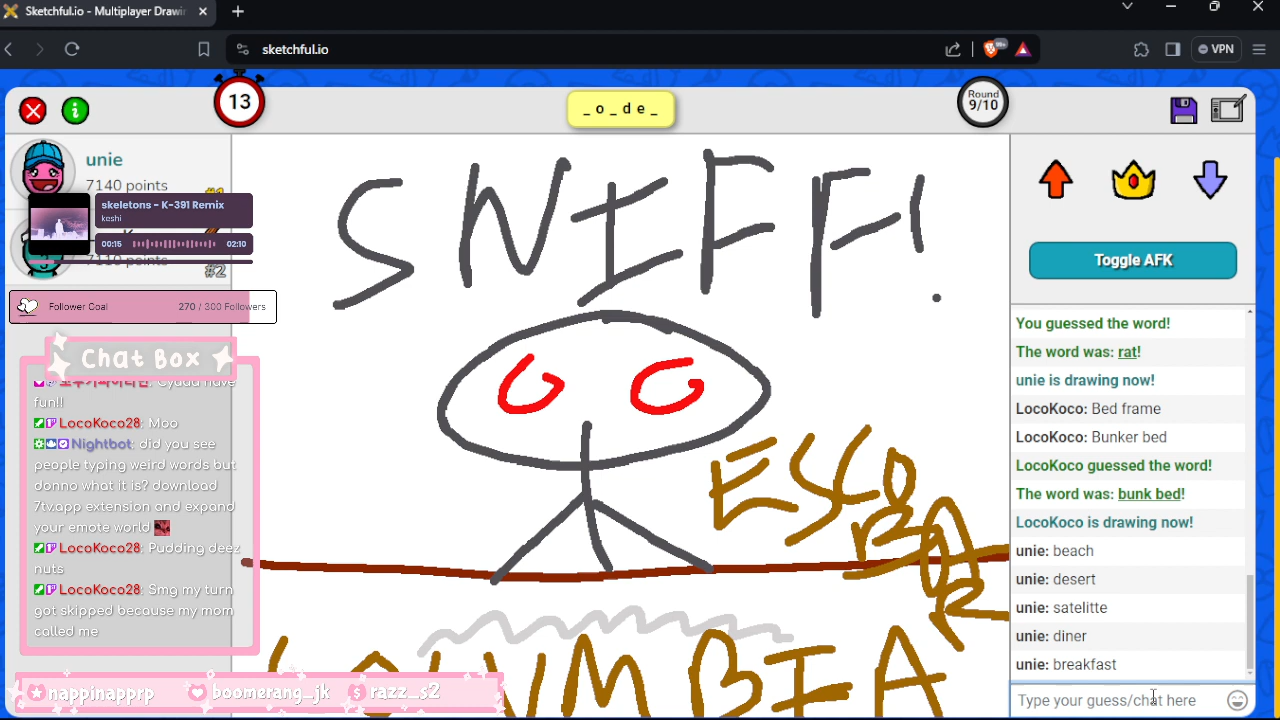 Sketchful.io - Multiplayer Drawin
sketchful.io
VPN
13
_ o _ d e _
Round
9/10
unie
7140 points
#1
skeletons - K-391 Remix
keshi
00:15
02:10
7110 points
#2
Follower Goal
270 / 300 Followers
Chat Box
Cyuuu have
fun!!
LocoKoco28: Moo
Nightbot: did you see
people typing weird words but
donno what it is? download
7tv.app extension and expand
your emote world
LocoKoco28: Pudding deez
nuts
LocoKoco28: Smg my turn
got skipped because my mom
called me
nappinapprp
boomerang_jk
razz_s2
SNIFF!
Toggle AFK
You guessed the word!
The word was: rat!
unie is drawing now!
LocoKoco: Bed frame
LocoKoco: Bunker bed
LocoKoco guessed the word!
The word was: bunk bed!
LocoKoco is drawing now!
unie: beach
unie: desert
unie: satelitte
unie: diner
unie: breakfast
Type your guess/chat here